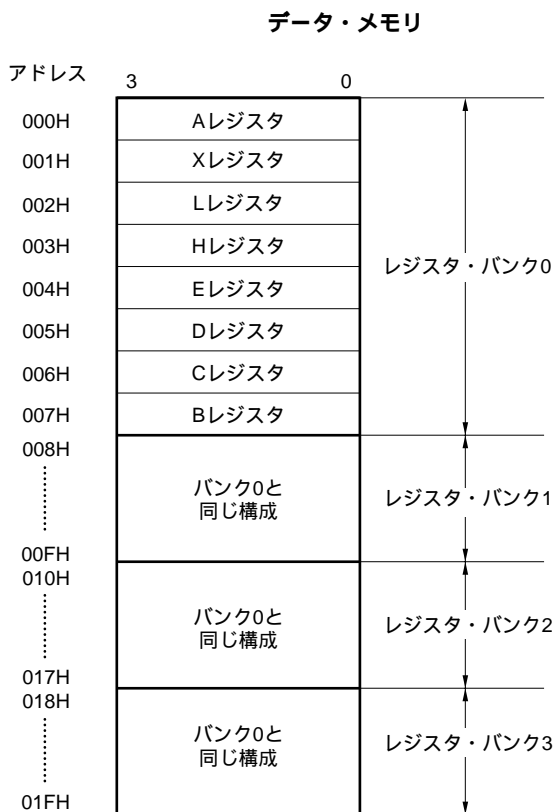 データ・メモリ
アドレス
3 0
000H Aレジスタ
001H Xレジスタ
002H Lレジスタ
003H Hレジスタ
レジスタ・バンク0
004H Eレジスタ
005H Dレジスタ
006H Cレジスタ
007H Bレジスタ
008H
バンク0と
同じ構成
レジスタ・バンク1
00FH
010H
バンク0と
同じ構成
レジスタ・バンク2
017H
018H
バンク0と
同じ構成
レジスタ・バンク3
01FH